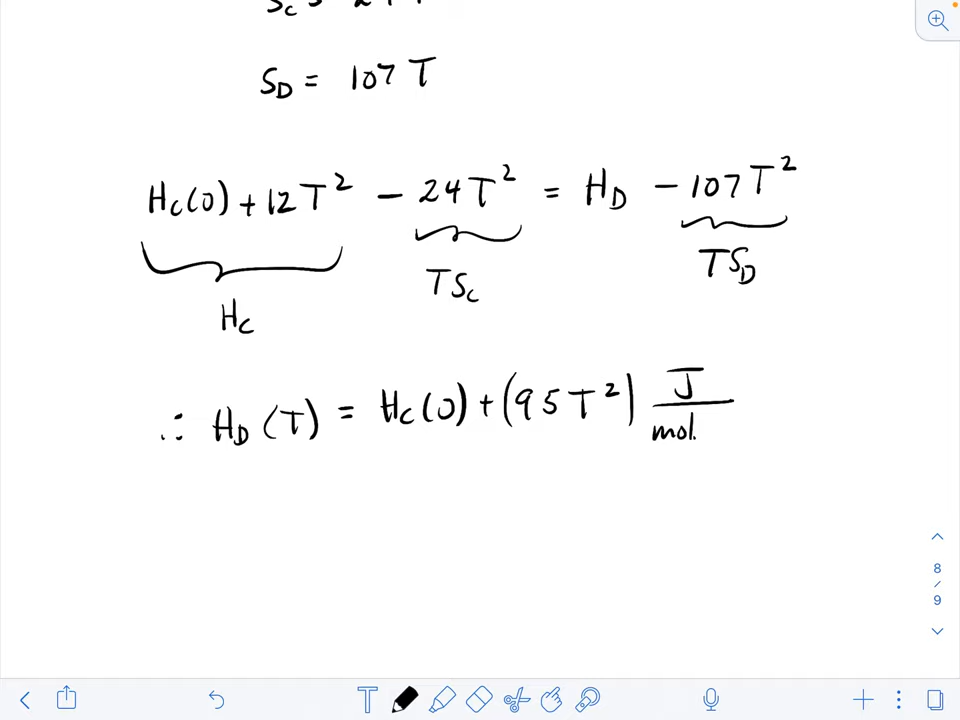 S_D = 107 T
H_C(0) + 12T² - 24T² = H_D - 107T²
H_C TS_C TS_D
∴ H_D(T) = H_C(0) + (95T²) J/mol.
8
/
9
T